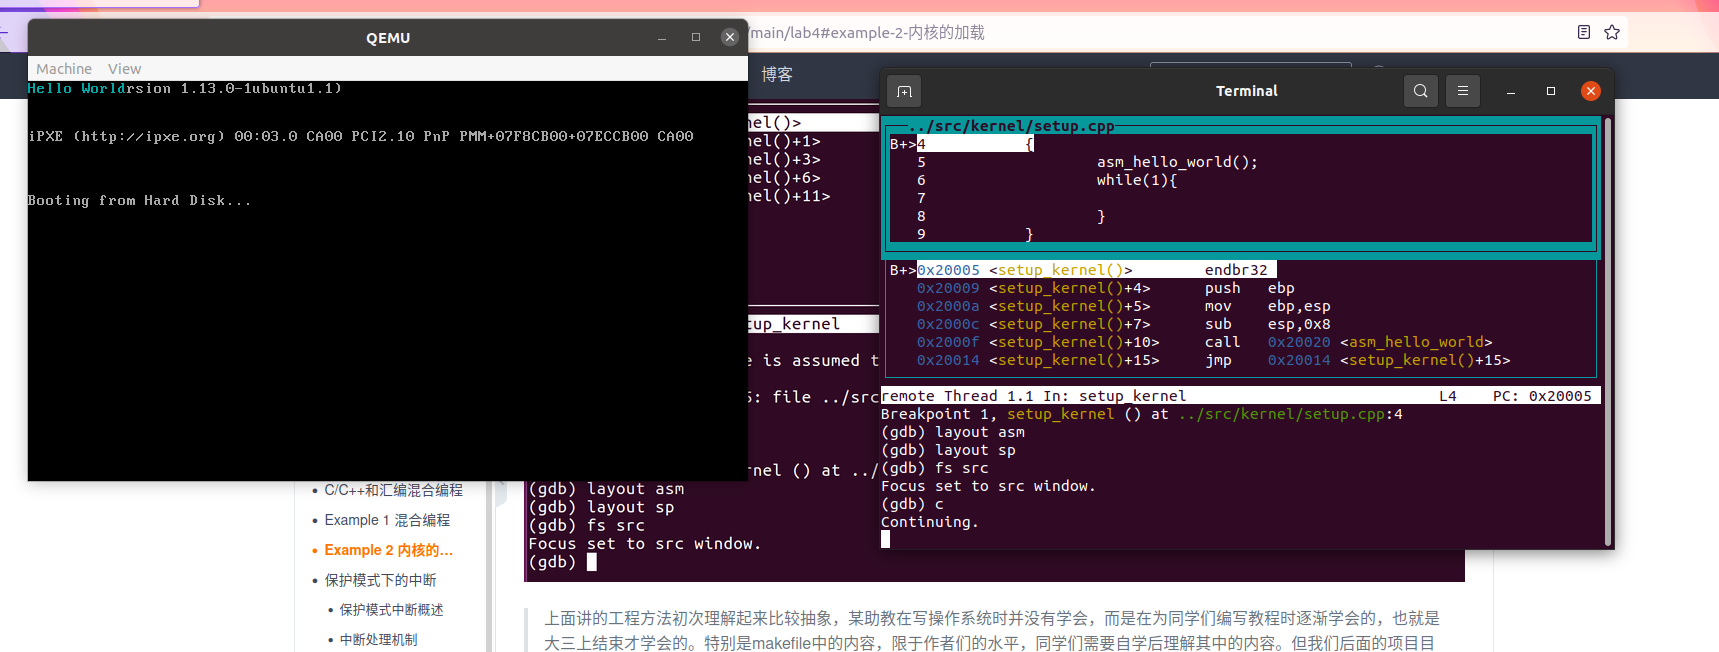 /main/lab4#example-2-内核的加载
QEMU
Machine View
Hello Worldrsion 1.13.0-1ubuntu1.1)
iPXE (http://ipxe.org) 00:03.0 CA00 PCI2.10 PnP PMM+07F8CB00+07ECCB00 CA00
Booting from Hard Disk...
博客
nel()>
nel()+1>
nel()+3>
nel()+6>
nel()+11>
tup_kernel
e is assumed t
5: file ../src
rnel () at ../
(gdb) layout asm
(gdb) layout sp
(gdb) fs src
Focus set to src window.
(gdb)
Terminal
../src/kernel/setup.cpp
B+>4 {
5 asm_hello_world();
6 while(1){
7
8 }
9 }
B+>0x20005 <setup_kernel()> endbr32
0x20009 <setup_kernel()+4> push ebp
0x2000a <setup_kernel()+5> mov ebp,esp
0x2000c <setup_kernel()+7> sub esp,0x8
0x2000f <setup_kernel()+10> call 0x20020 <asm_hello_world>
0x20014 <setup_kernel()+15> jmp 0x20014 <setup_kernel()+15>
remote Thread 1.1 In: setup_kernel L4 PC: 0x20005
Breakpoint 1, setup_kernel () at ../src/kernel/setup.cpp:4
(gdb) layout asm
(gdb) layout sp
(gdb) fs src
Focus set to src window.
(gdb) c
Continuing.
C/C++和汇编混合编程
Example 1 混合编程
Example 2 内核的...
保护模式下的中断
保护模式中断概述
中断处理机制
上面讲的工程方法初次理解起来比较抽象，某助教在写操作系统时并没有学会，而是在为同学们编写教程时逐渐学会的，也就是
大三上结束才学会的。特别是makefile中的内容，限于作者们的水平，同学们需要自学后理解其中的内容。但我们后面的项目目